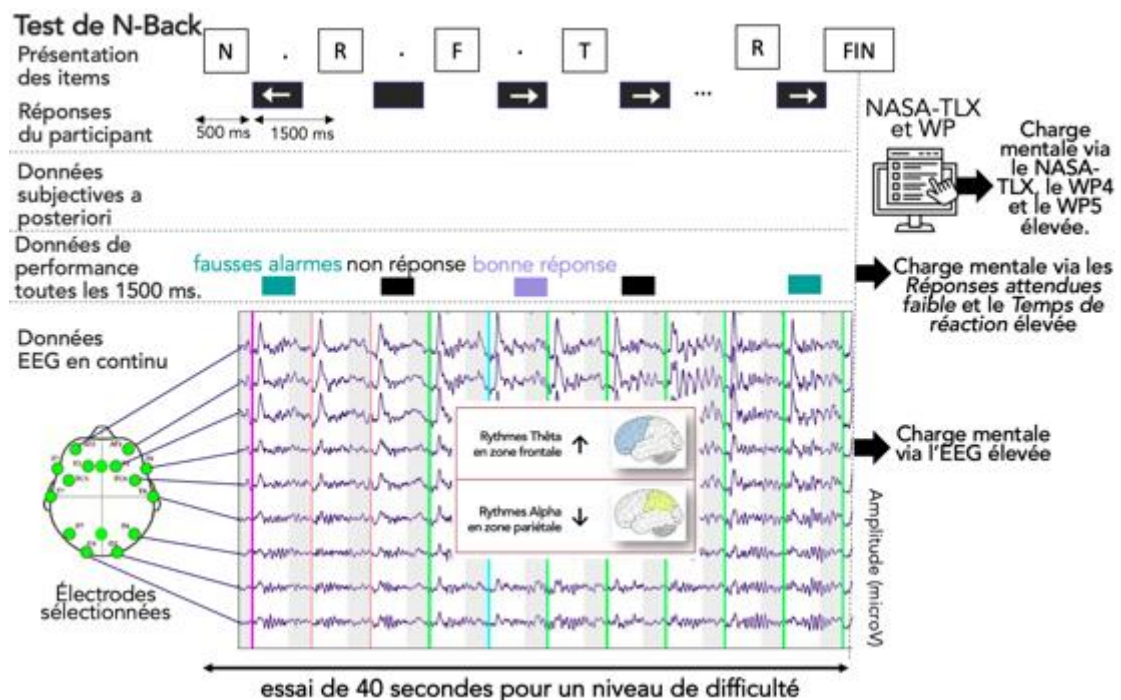 Test de N-Back
Présentation
des items
N . R . F . T R FIN
← → → ... →
Réponses
du participant
500 ms 1500 ms
NASA-TLX
et WP
Charge
mentale via
le NASA-
TLX, le WP4
et le WP5
élevée.
Données
subjectives a
posteriori
Données de
performance
toutes les 1500 ms.
fausses alarmes non réponse bonne réponse
Charge mentale via les
Réponses attendues
faible et le Temps de
réaction élevée
Données
EEG en continu
Rythmes Thêta
en zone frontale
↑
Rythmes Alpha
en zone pariétale
↓
Charge mentale
via l'EEG élevée
Amplitude (microV)
Électrodes
sélectionnées
essai de 40 secondes pour un niveau de difficulté